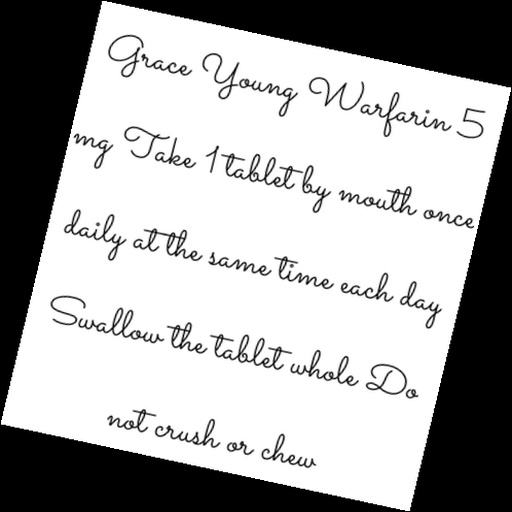 Grace Young Warfarin 5
mg Take 1 tablet by mouth once
daily at the same time each day
Swallow the tablet whole Do
not crush or chew